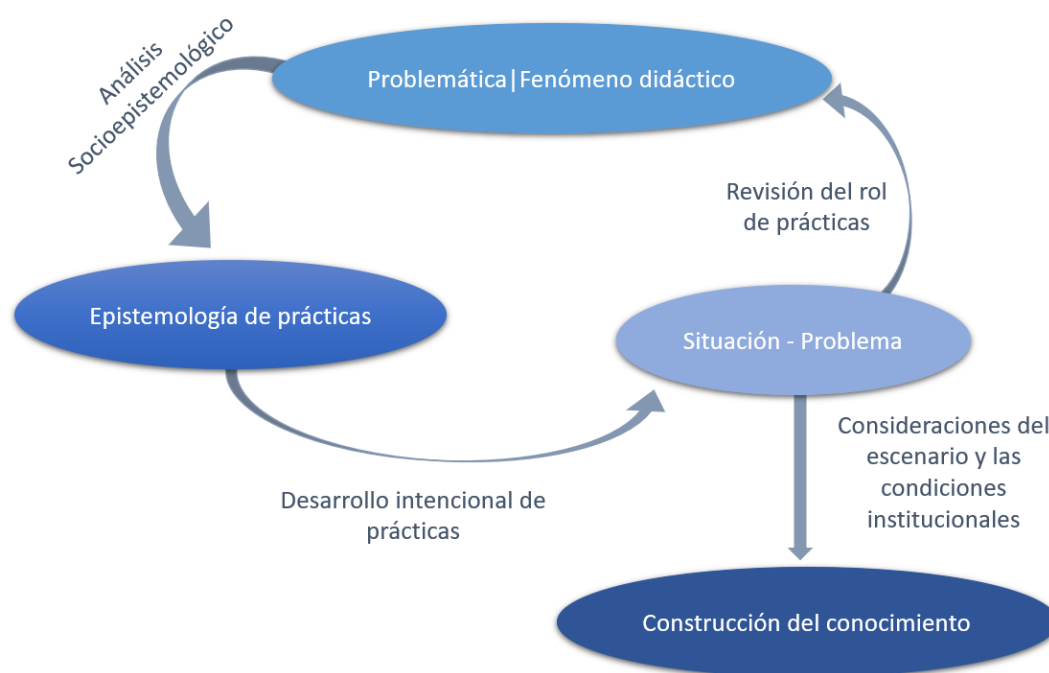 Análisis
Socioepistemológico
Problemática|Fenómeno didáctico
Revisión del rol
de prácticas
Epistemología de prácticas
Situación - Problema
Desarrollo intencional de
prácticas
Consideraciones del
escenario y las
condiciones
institucionales
Construcción del conocimiento